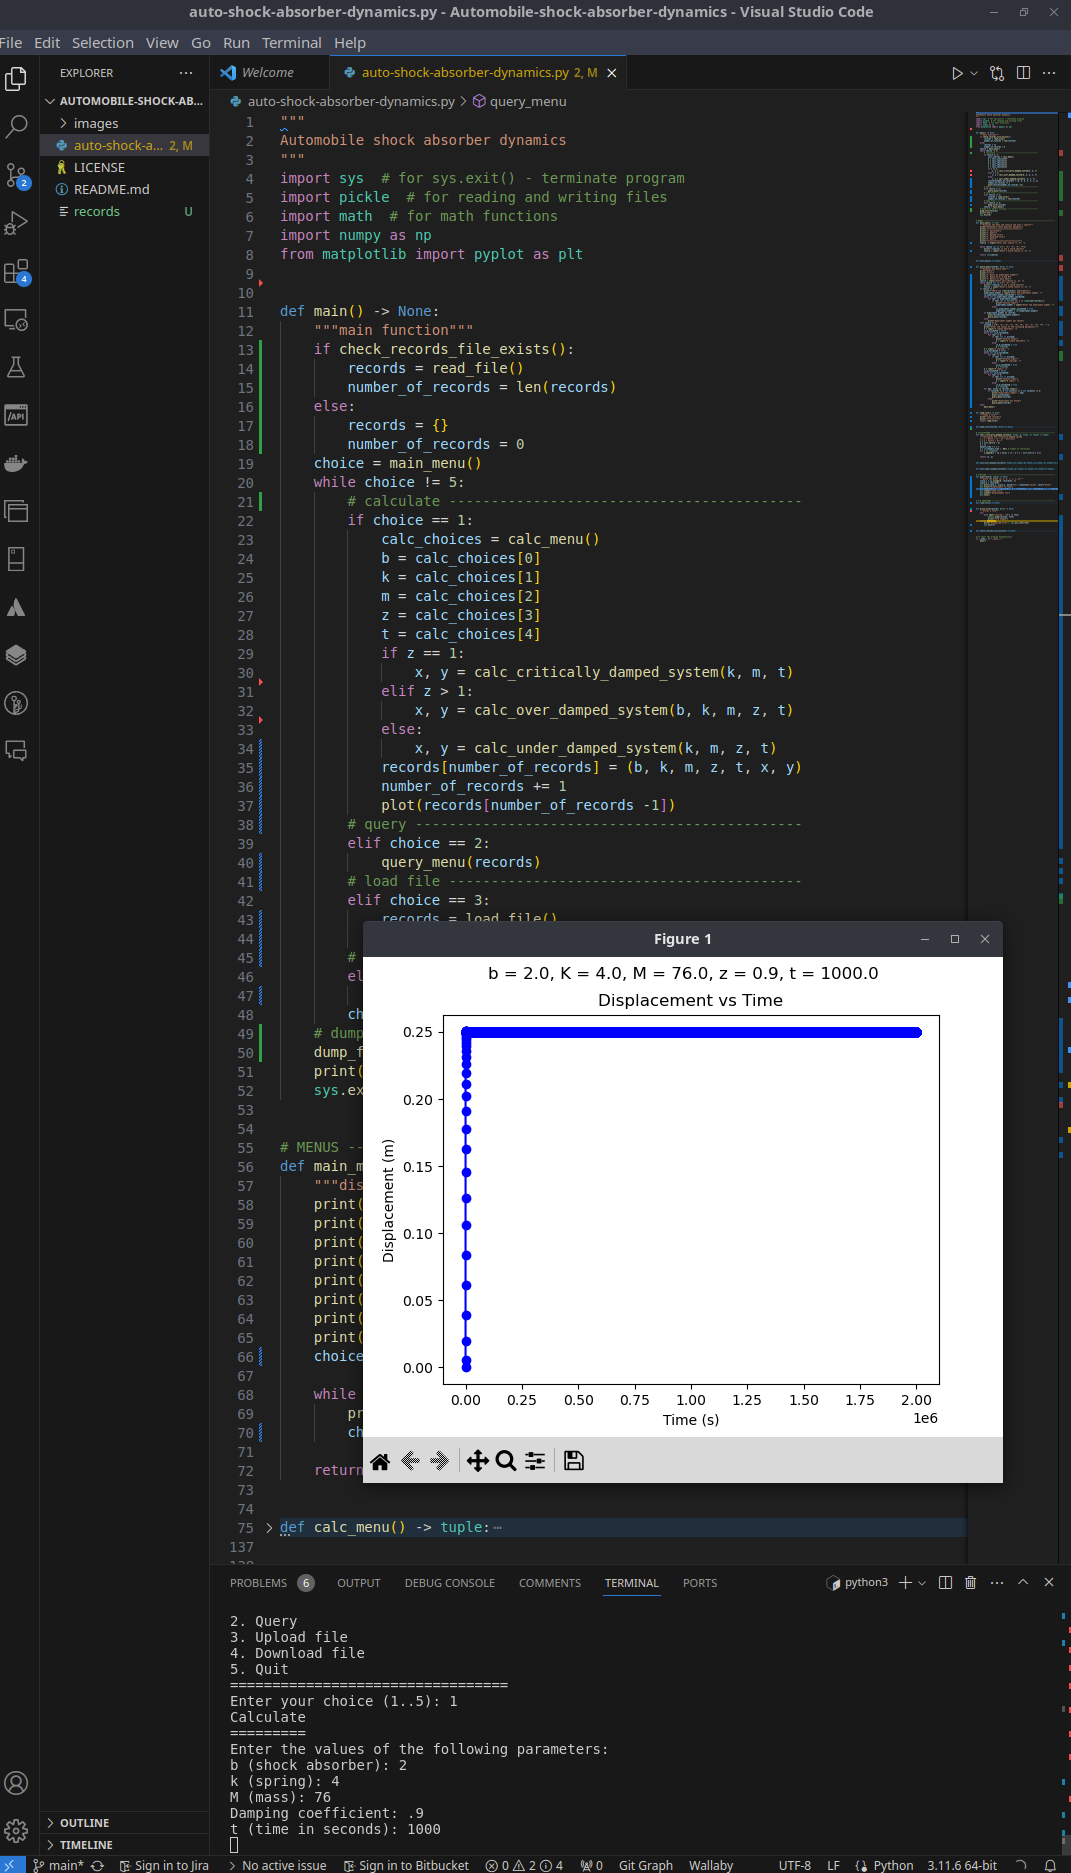 auto-shock-absorber-dynamics.py - Automobile-shock-absorber-dynamics - Visual Studio Code
File Edit Selection View Go Run Terminal Help
EXPLORER
Welcome
auto-shock-absorber-dynamics.py 2, M
AUTOMOBILE-SHOCK-AB...
images
auto-shock-a... 2, M
LICENSE
README.md
records U
2
4
/API
auto-shock-absorber-dynamics.py > query_menu
1 """
2 Automobile shock absorber dynamics
3 """
4 import sys # for sys.exit() - terminate program
5 import pickle # for reading and writing files
6 import math # for math functions
7 import numpy as np
8 from matplotlib import pyplot as plt
9
10
11 def main() -> None:
12 """main function"""
13 if check_records_file_exists():
14 records = read_file()
15 number_of_records = len(records)
16 else:
17 records = {}
18 number_of_records = 0
19 choice = main_menu()
20 while choice != 5:
21 # calculate ------------------------------------------
22 if choice == 1:
23 calc_choices = calc_menu()
24 b = calc_choices[0]
25 k = calc_choices[1]
26 m = calc_choices[2]
27 z = calc_choices[3]
28 t = calc_choices[4]
29 if z == 1:
30 x, y = calc_critically_damped_system(k, m, t)
31 elif z > 1:
32 x, y = calc_over_damped_system(b, k, m, z, t)
33 else:
34 x, y = calc_under_damped_system(k, m, z, t)
35 records[number_of_records] = (b, k, m, z, t, x, y)
36 number_of_records += 1
37 plot(records[number_of_records -1])
38 # query ----------------------------------------------
39 elif choice == 2:
40 query_menu(records)
41 # load file ------------------------------------------
42 elif choice == 3:
43 records = load_file()
44
45 #
46 el
47
48 ch
49 # dump
50 dump_f
51 print(
52 sys.ex
53
54
55 # MENUS --
56 def main_m
57 """dis
58 print(
59 print(
60 print(
61 print(
62 print(
63 print(
64 print(
65 print(
66 choice
67
68 while
69 pr
70 ch
71
72 return
73
74
75 def calc_menu() -> tuple:
137
Figure 1
b = 2.0, K = 4.0, M = 76.0, z = 0.9, t = 1000.0
Displacement vs Time
Displacement (m)
0.25
0.20
0.15
0.10
0.05
0.00
0.00 0.25 0.50 0.75 1.00 1.25 1.50 1.75 2.00
1e6
Time (s)
PROBLEMS 6 OUTPUT DEBUG CONSOLE COMMENTS TERMINAL PORTS python3
2. Query
3. Upload file
4. Download file
5. Quit
=================================
Enter your choice (1..5): 1
Calculate
=========
Enter the values of the following parameters:
b (shock absorber): 2
k (spring): 4
M (mass): 76
Damping coefficient: .9
t (time in seconds): 1000
OUTLINE
TIMELINE
main* Sign in to Jira No active issue Sign in to Bitbucket 0 2 4 0 Git Graph Wallaby UTF-8 LF Python 3.11.6 64-bit